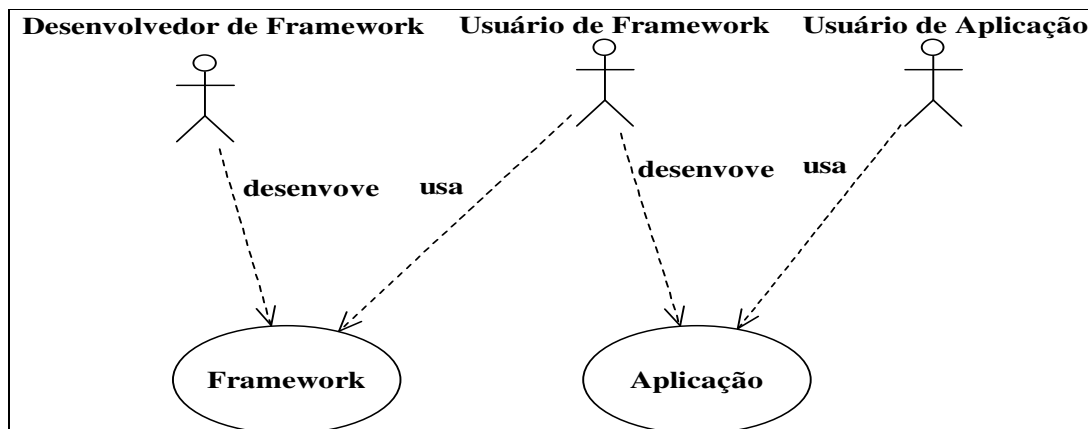 Desenvolvedor de Framework Usuário de Framework Usuário de Aplicação
desenvove usa desenvove usa
Framework Aplicação